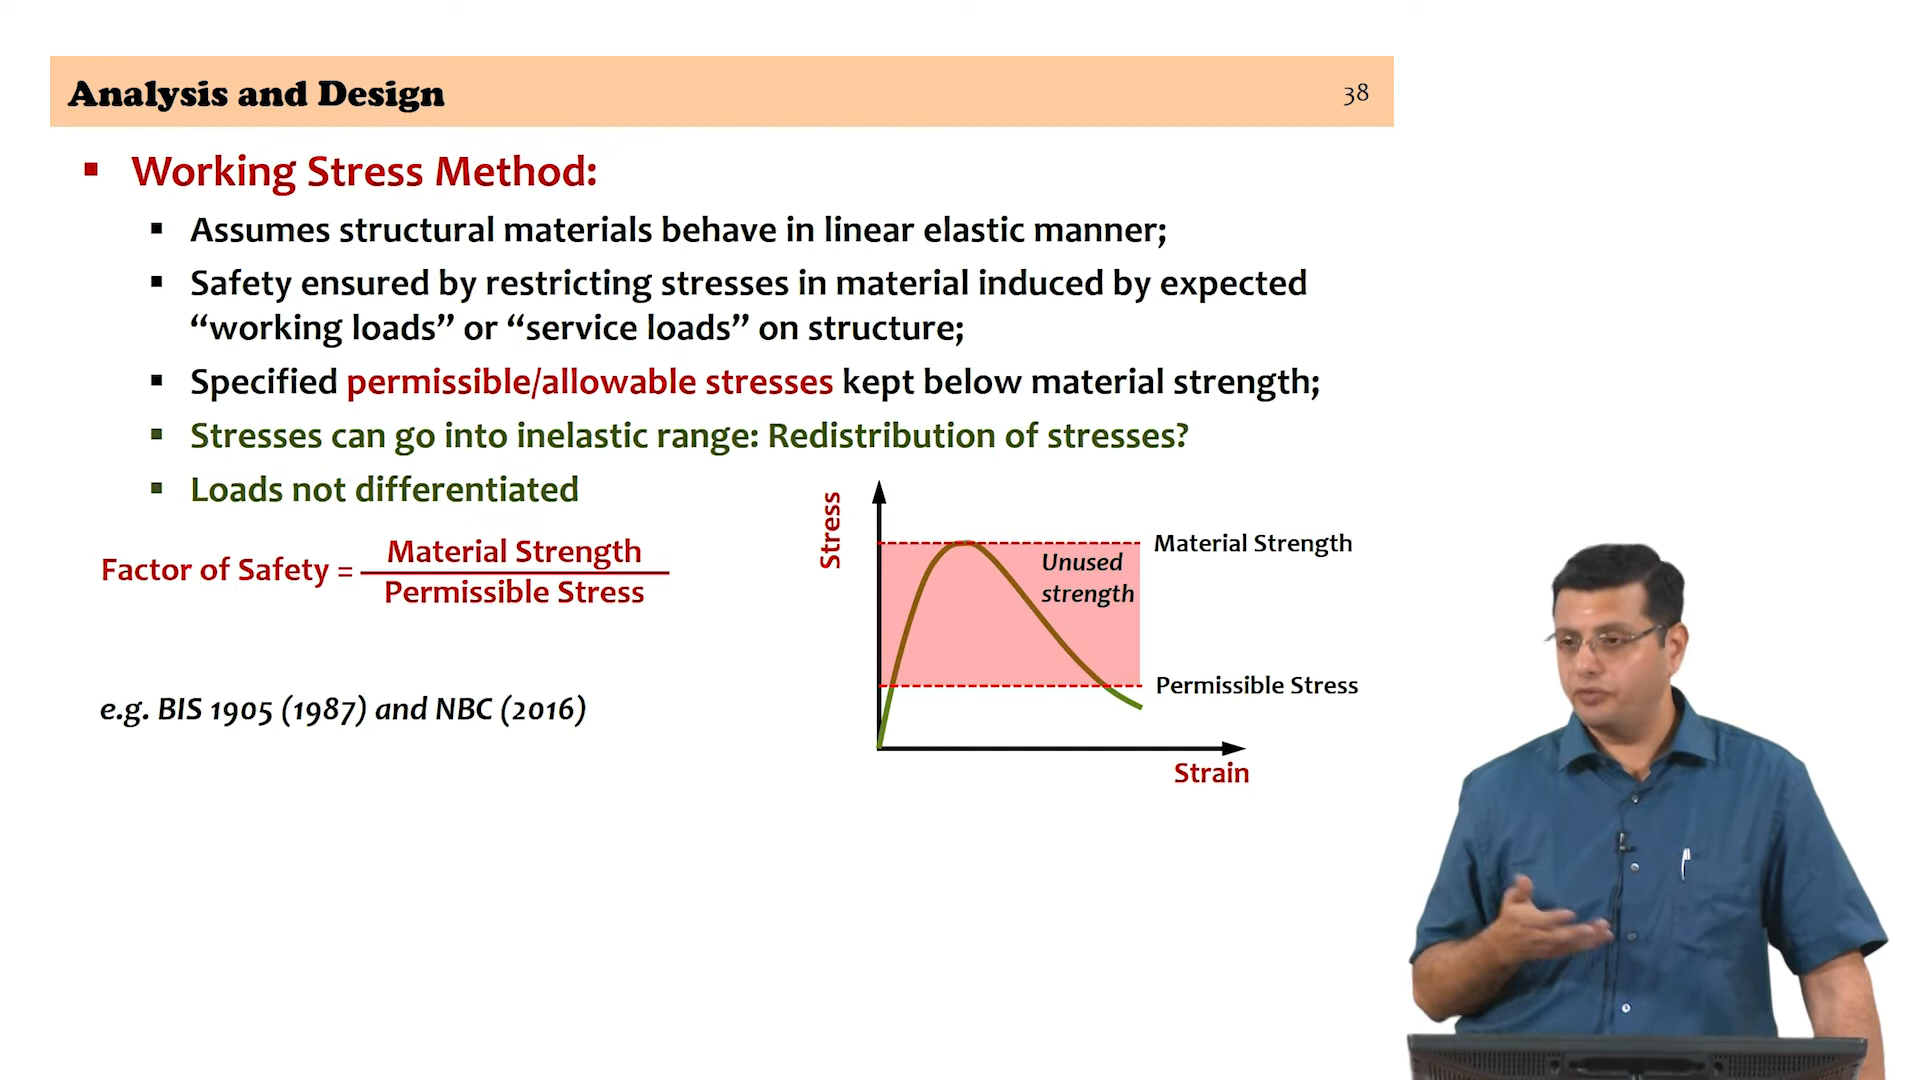 Analysis and Design
38
▪ Working Stress Method:
▪ Assumes structural materials behave in linear elastic manner;
▪ Safety ensured by restricting stresses in material induced by expected
“working loads” or “service loads” on structure;
▪ Specified permissible/allowable stresses kept below material strength;
▪ Stresses can go into inelastic range: Redistribution of stresses?
▪ Loads not differentiated
Factor of Safety = Material Strength
Permissible Stress
e.g. BIS 1905 (1987) and NBC (2016)
Stress
Material Strength
Unused
strength
Permissible Stress
Strain